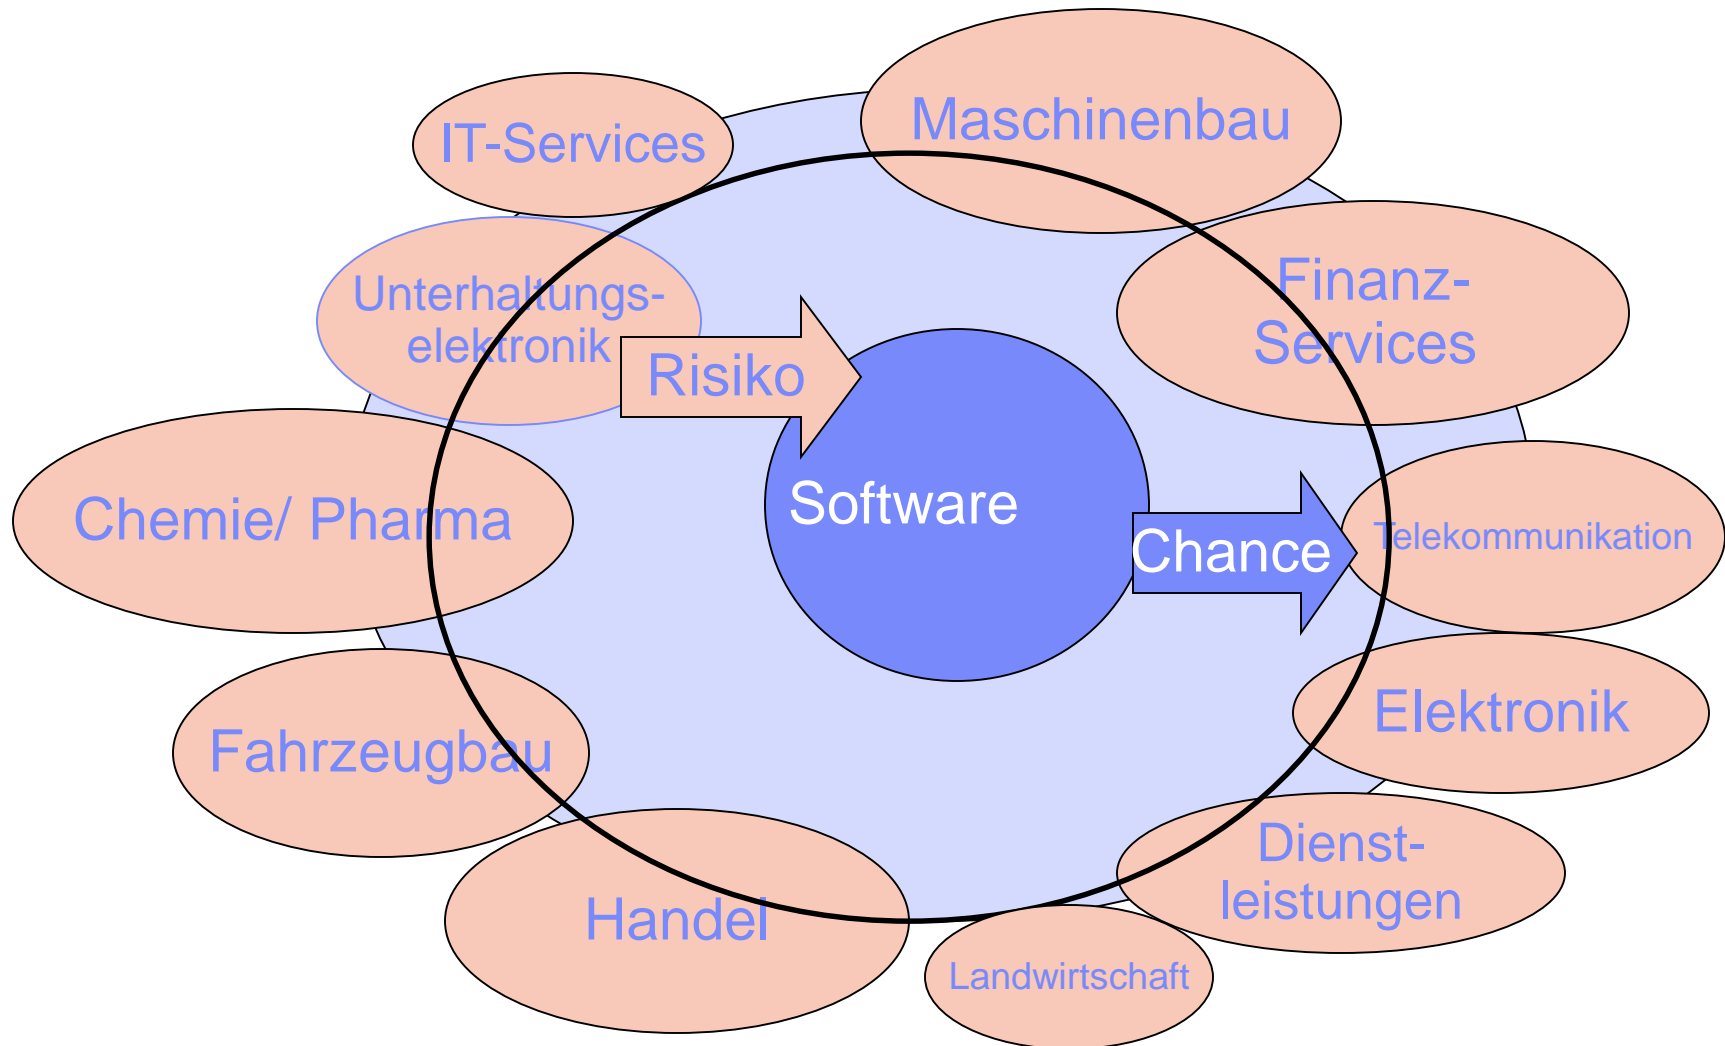 Maschinenbau
IT-Services
Unterhaltungs-
elektronik
Finanz-
Services
Risiko
Software
Chance
Chemie/ Pharma
Telekommunikation
Elektronik
Fahrzeugbau
Dienst-
leistungen
Handel
Landwirtschaft